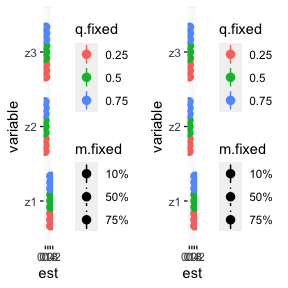 q.fixed
0.25
0.5
0.75
m.fixed
10%
50%
75%
variable
z3
z2
z1
est
q.fixed
0.25
0.5
0.75
m.fixed
10%
50%
75%
variable
z3
z2
z1
est